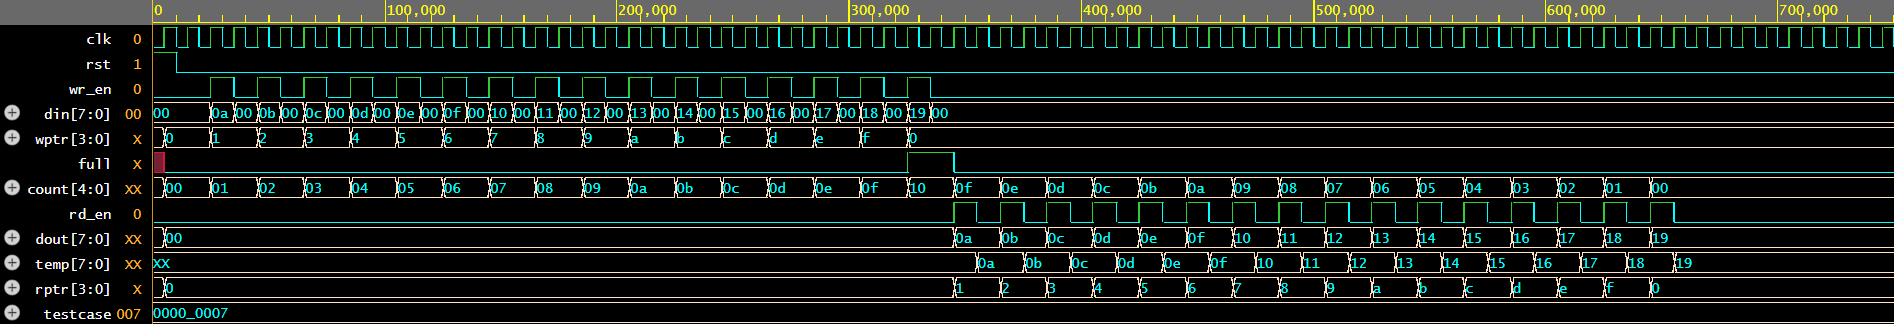 0 100,000 200,000 300,000 400,000 500,000 600,000 700,000
clk 0
rst 1
wr_en 0
din[7:0] 00 00 0a 00 0b 00 0c 00 0d 00 0e 00 0f 00 10 00 11 00 12 00 13 00 14 00 15 00 16 00 17 00 18 00 19 00
wptr[3:0] X 0 1 2 3 4 5 6 7 8 9 a b c d e f 0
full X
count[4:0] XX 00 01 02 03 04 05 06 07 08 09 0a 0b 0c 0d 0e 0f 10 0f 0e 0d 0c 0b 0a 09 08 07 06 05 04 03 02 01 00
rd_en 0
dout[7:0] XX 00 0a 0b 0c 0d 0e 0f 10 11 12 13 14 15 16 17 18 19
temp[7:0] XX XX 0a 0b 0c 0d 0e 0f 10 11 12 13 14 15 16 17 18 19
rptr[3:0] X 0 1 2 3 4 5 6 7 8 9 a b c d e f 0
testcase 007 0000_0007